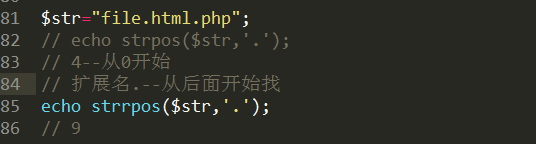 81 $str="file.html.php";
82 // echo strpos($str,'.');
83 // 4--从0开始
84 // 扩展名.--从后面开始找
85 echo strrpos($str,'.');
86 // 9